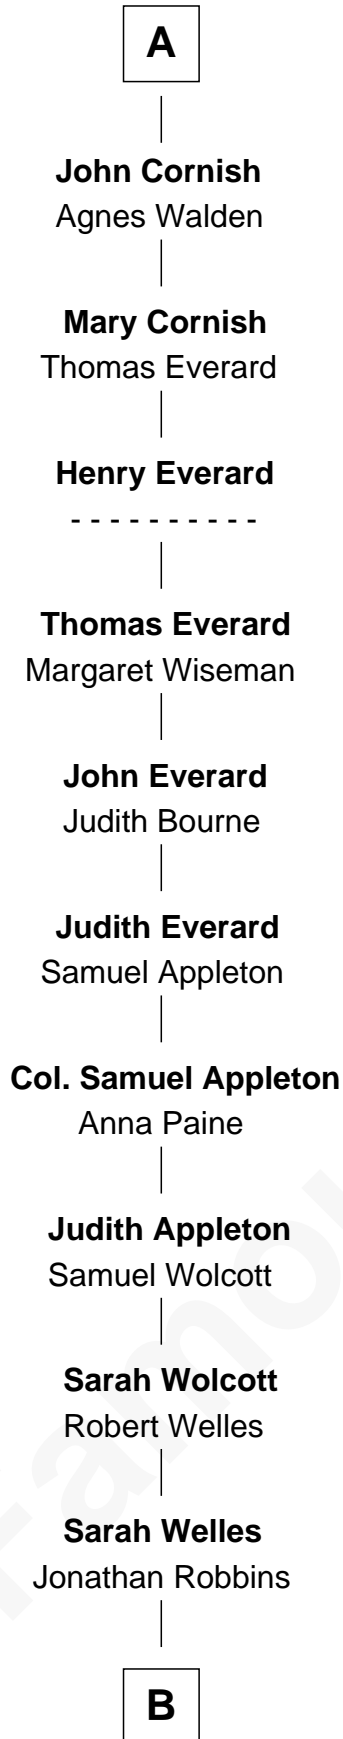 A
John Cornish
Agnes Walden
Mary Cornish
Thomas Everard
Henry Everard
- - - - - - - - - -
Thomas Everard
Margaret Wiseman
John Everard
Judith Bourne
Judith Everard
Samuel Appleton
Col. Samuel Appleton
Anna Paine
Judith Appleton
Samuel Wolcott
Sarah Wolcott
Robert Welles
Sarah Welles
Jonathan Robbins
B